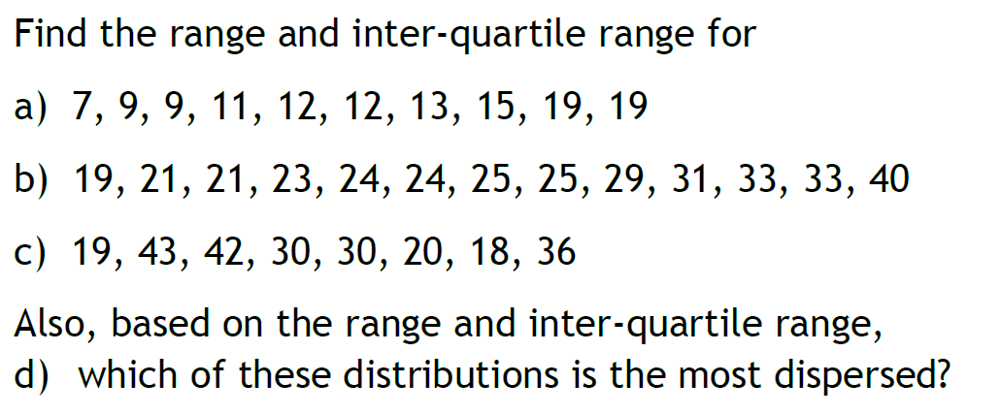 Find the range and inter-quartile range for
a) 7, 9, 9, 11, 12, 12, 13, 15, 19, 19
b) 19, 21, 21, 23, 24, 24, 25, 25, 29, 31, 33, 33, 40
c) 19, 43, 42, 30, 30, 20, 18, 36
Also, based on the range and inter-quartile range,
d) which of these distributions is the most dispersed?